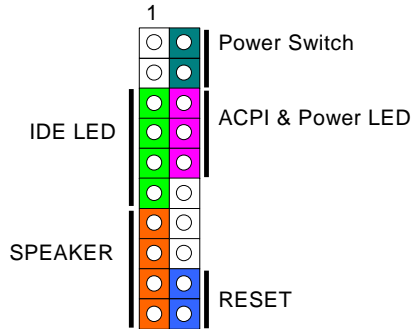 1
Power Switch
ACPI & Power LED
IDE LED
SPEAKER
RESET